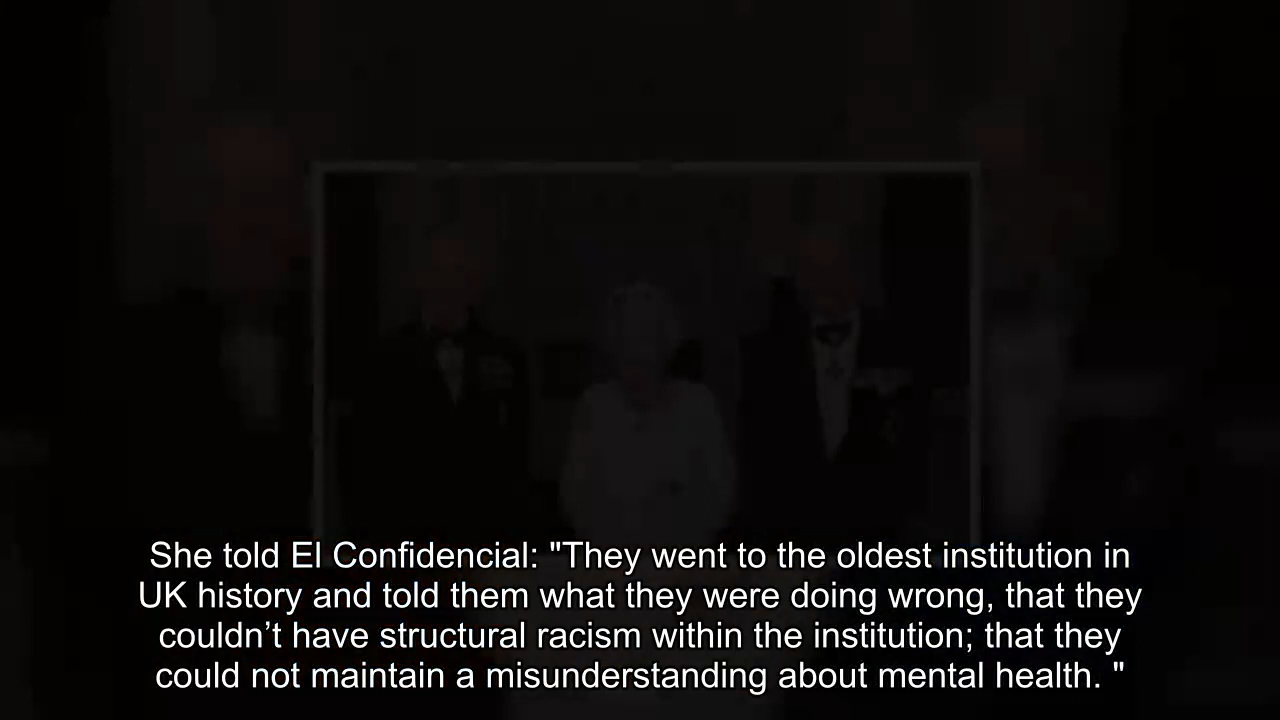 She told El Confidencial: "They went to the oldest institution in
UK history and told them what they were doing wrong, that they
couldn’t have structural racism within the institution; that they
could not maintain a misunderstanding about mental health. "